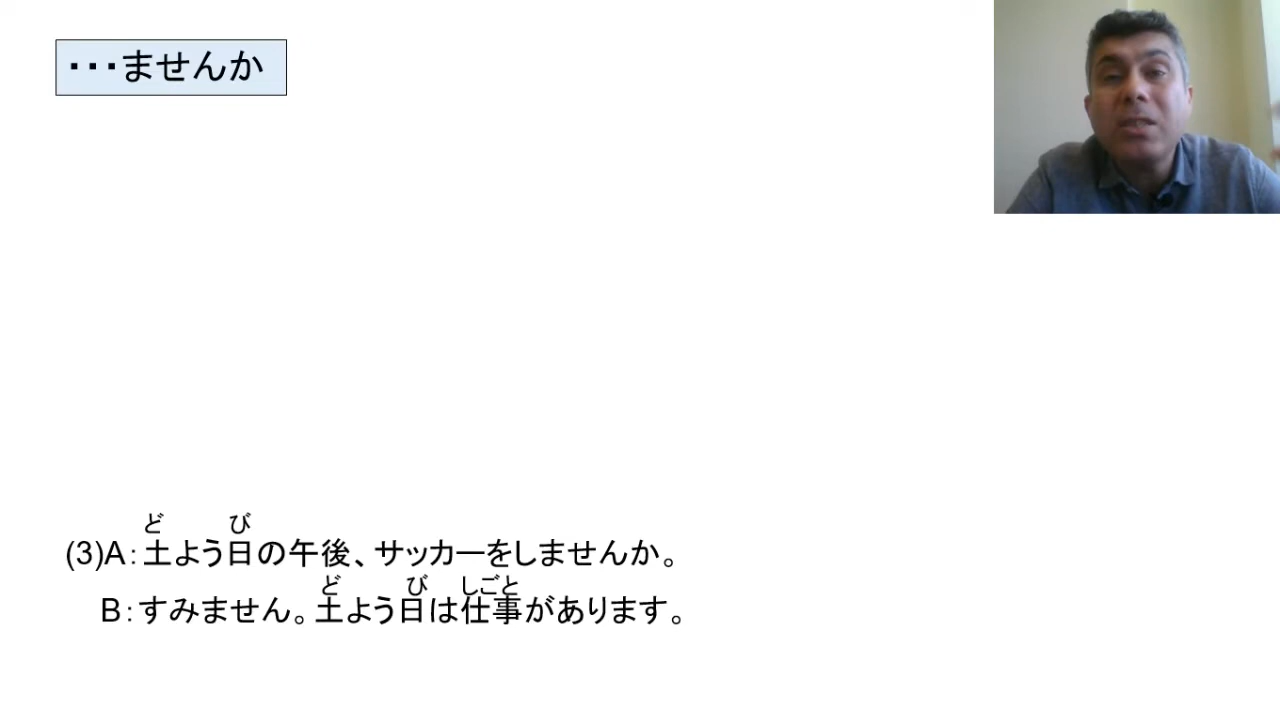 ･･･ませんか
ど び
(3)A:土よう日の午後、サッカーをしませんか。
ど び しごと
B:すみません。土よう日は仕事があります。